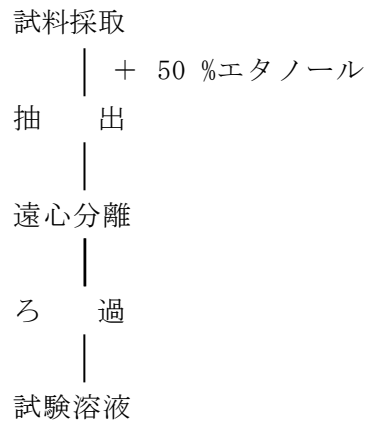 試料採取
＋ 50 %エタノール
抽　　出
遠心分離
ろ　　過
試験溶液